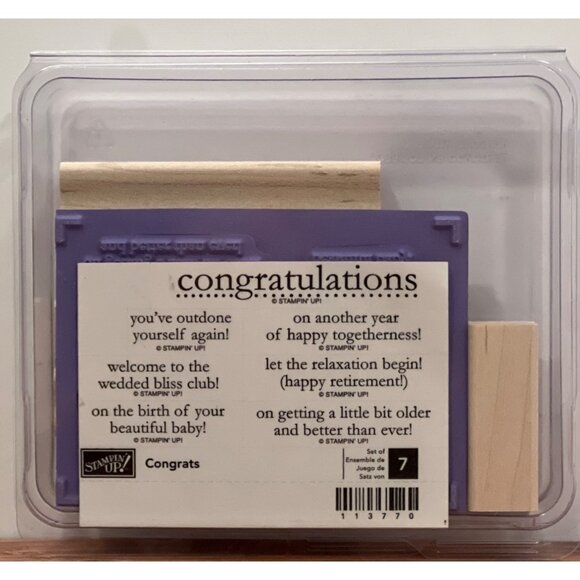 congratulations
© STAMPIN' UP!
you've outdone
yourself again!
© STAMPIN' UP!
on another year
of happy togetherness!
© STAMPIN' UP!
welcome to the
wedded bliss club!
© STAMPIN' UP!
let the relaxation begin!
(happy retirement!)
© STAMPIN' UP!
on the birth of your
beautiful baby!
© STAMPIN' UP!
on getting a little bit older
and better than ever!
© STAMPIN' UP!
STAMPIN' UP!
Congrats
Set of
Ensemble de
Juego de
Satz von
7
113770